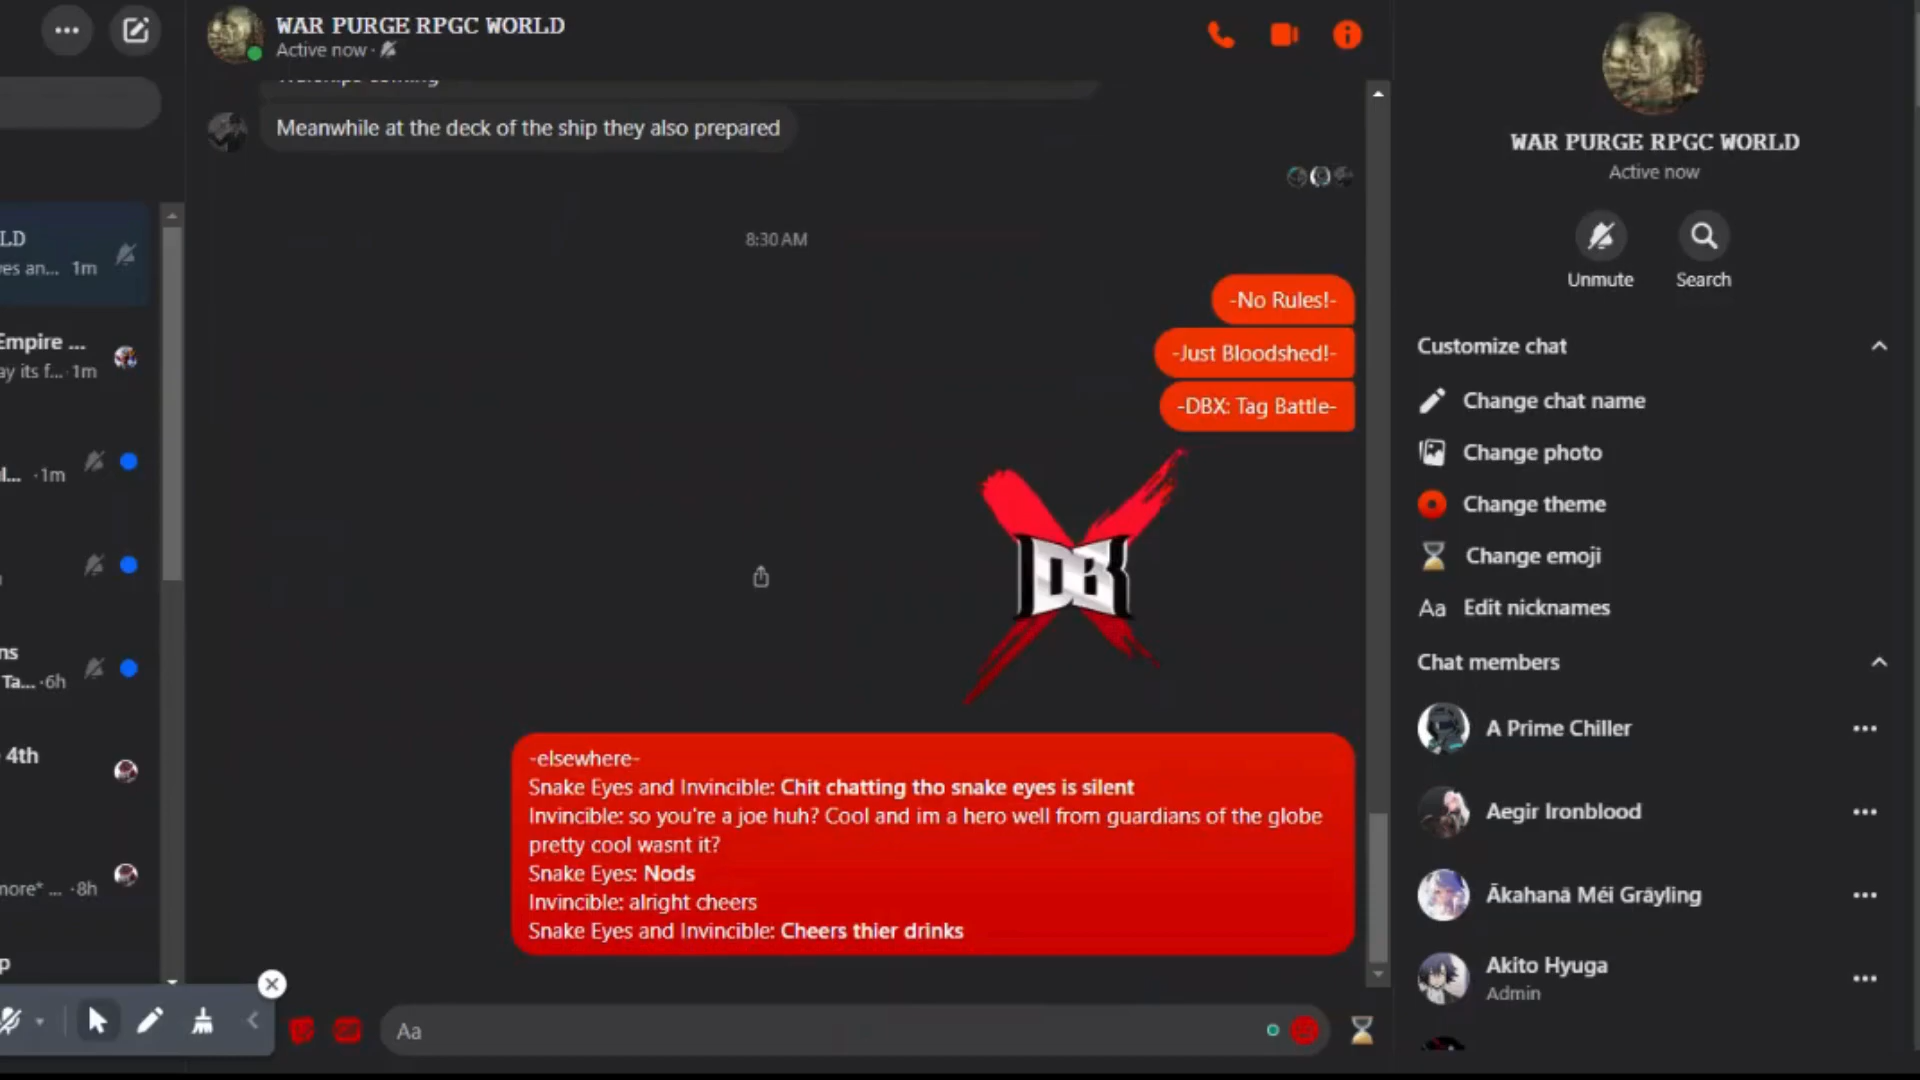 WAR PURGE RPGC WORLD
Active now ·
Meanwhile at the deck of the ship they also prepared
8:30 AM
-No Rules!-
-Just Bloodshed!-
-DBX: Tag Battle-
DBX
-elsewhere-
Snake Eyes and Invincible: Chit chatting tho snake eyes is silent
Invincible: so you're a joe huh? Cool and im a hero well from guardians of the globe
pretty cool wasnt it?
Snake Eyes: Nods
Invincible: alright cheers
Snake Eyes and Invincible: Cheers thier drinks
Aa
LD
es an... 1m
Empire ...
ay its f... · 1m
l... · 1m
ns
Ta... · 6h
4th
more* ... · 8h
p
WAR PURGE RPGC WORLD
Active now
Unmute
Search
Customize chat
Change chat name
Change photo
Change theme
Change emoji
Aa Edit nicknames
Chat members
A Prime Chiller
Aegir Ironblood
Ākahanā Méi Grāyling
Akito Hyuga
Admin